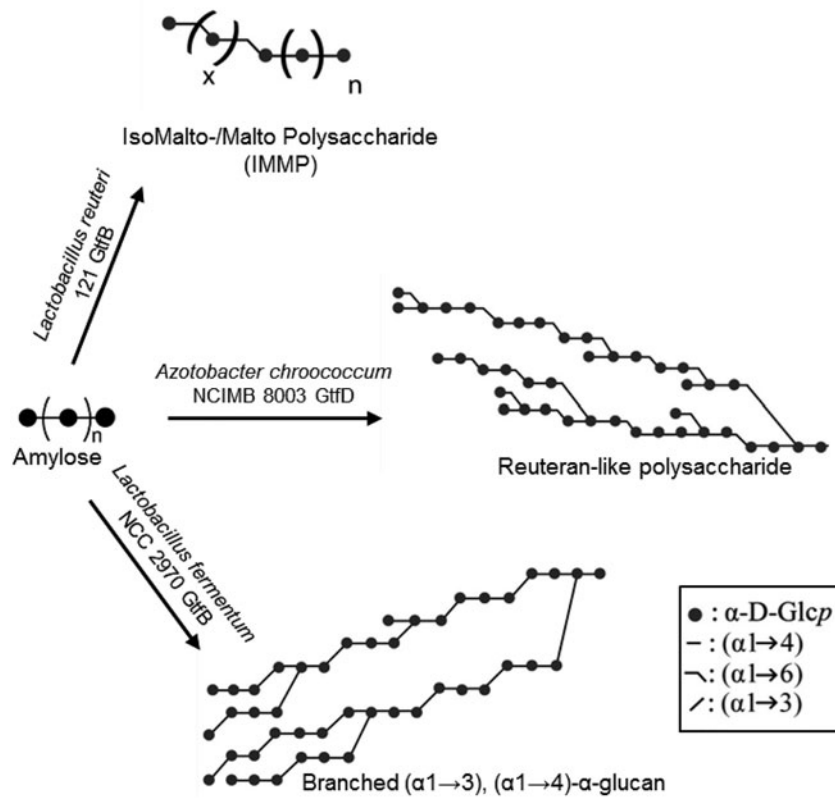 x
n
IsoMalto-/Malto Polysaccharide
(IMMP)
Lactobacillus reuteri
121 GtfB
Azotobacter chroococcum
NCIMB 8003 GtfD
n
Amylose
Reuteran-like polysaccharide
Lactobacillus fermentum
NCC 2970 GtfB
● : α-D-Glcp
– : (α1→4)
﹁ : (α1→6)
⁄ : (α1→3)
Branched (α1→3), (α1→4)-α-glucan